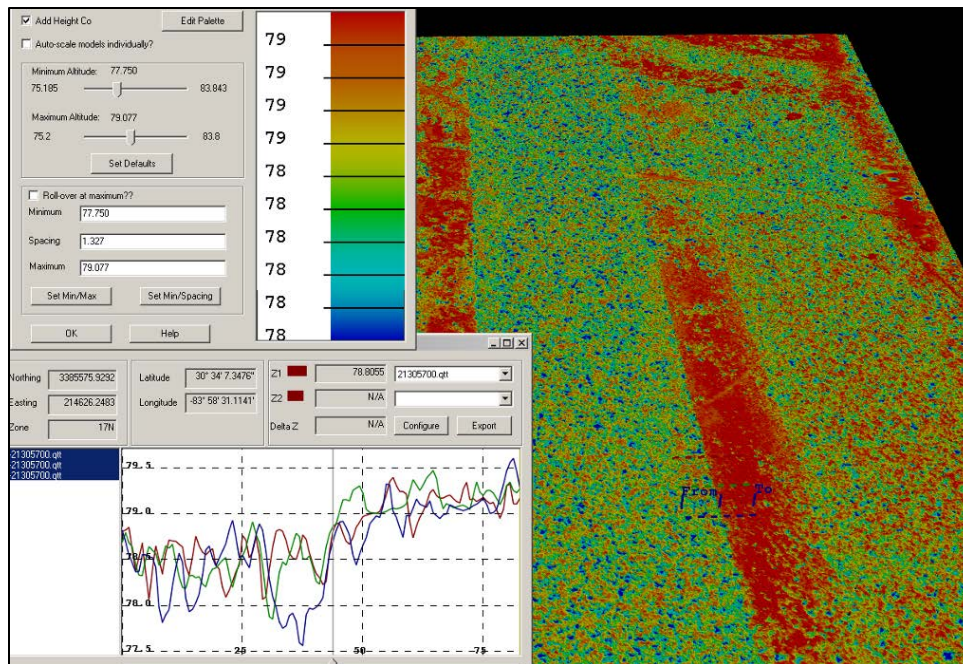 Add Height Co
Edit Palette
Auto-scale models individually?
Minimum Altitude: 77.750
75.185 83.843
Maximum Altitude: 79.077
75.2 83.8
Set Defaults
Roll-over at maximum??
Minimum 77.750
Spacing 1.327
Maximum 79.077
Set Min/Max Set Min/Spacing
OK Help
79
79
79
79
78
78
78
78
78
78
Northing 3385575.9292
Easting 214626.2483
Zone 17N
Latitude 30° 34' 7.3476"
Longitude -83° 58' 31.1141'
Z1 78.8055 21305700.qtt
Z2 N/A
Delta Z N/A Configure Export
-21305700.qtt
-21305700.qtt
-21305700.qtt
79.5
79.0
78.5
78.0
77.5
25 50 75
From To